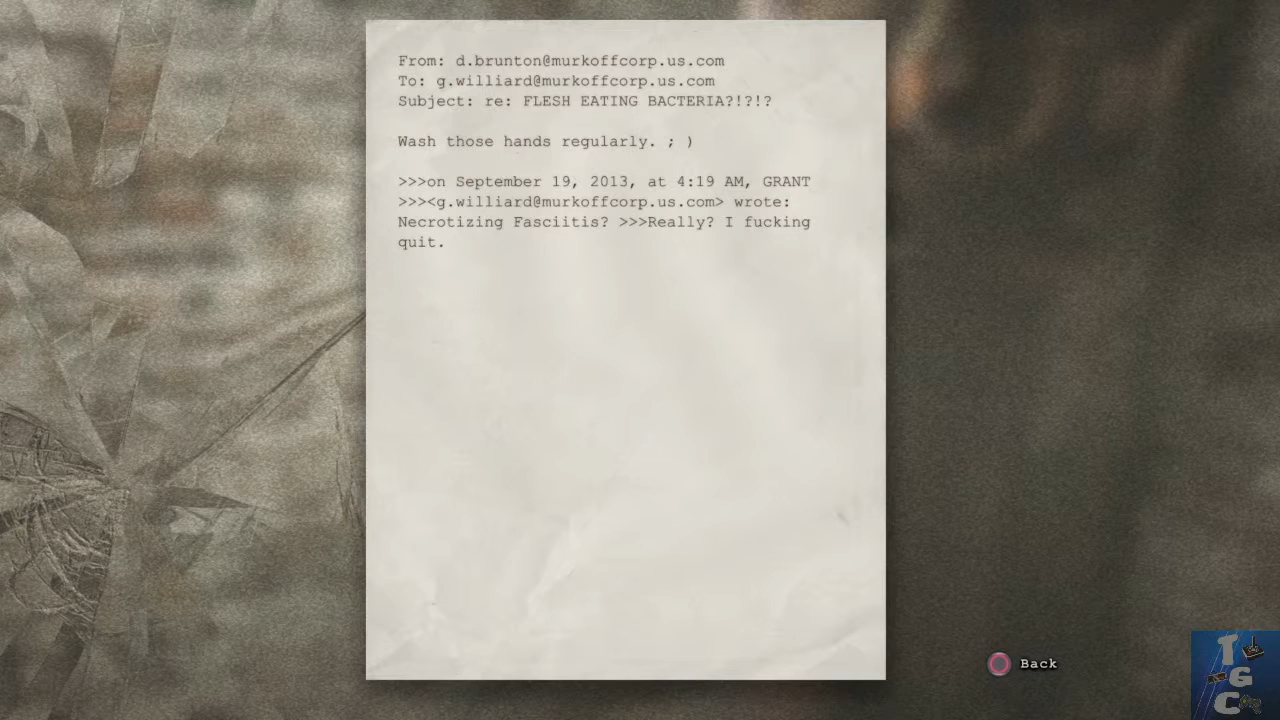 From: d.brunton@murkoffcorp.us.com
To: g.williard@murkoffcorp.us.com
Subject: re: FLESH EATING BACTERIA?!?!?
Wash those hands regularly. ; )
>>>on September 19, 2013, at 4:19 AM, GRANT
>>><g.williard@murkoffcorp.us.com> wrote:
Necrotizing Fasciitis? >>>Really? I fucking
quit.
Back
T
G
C